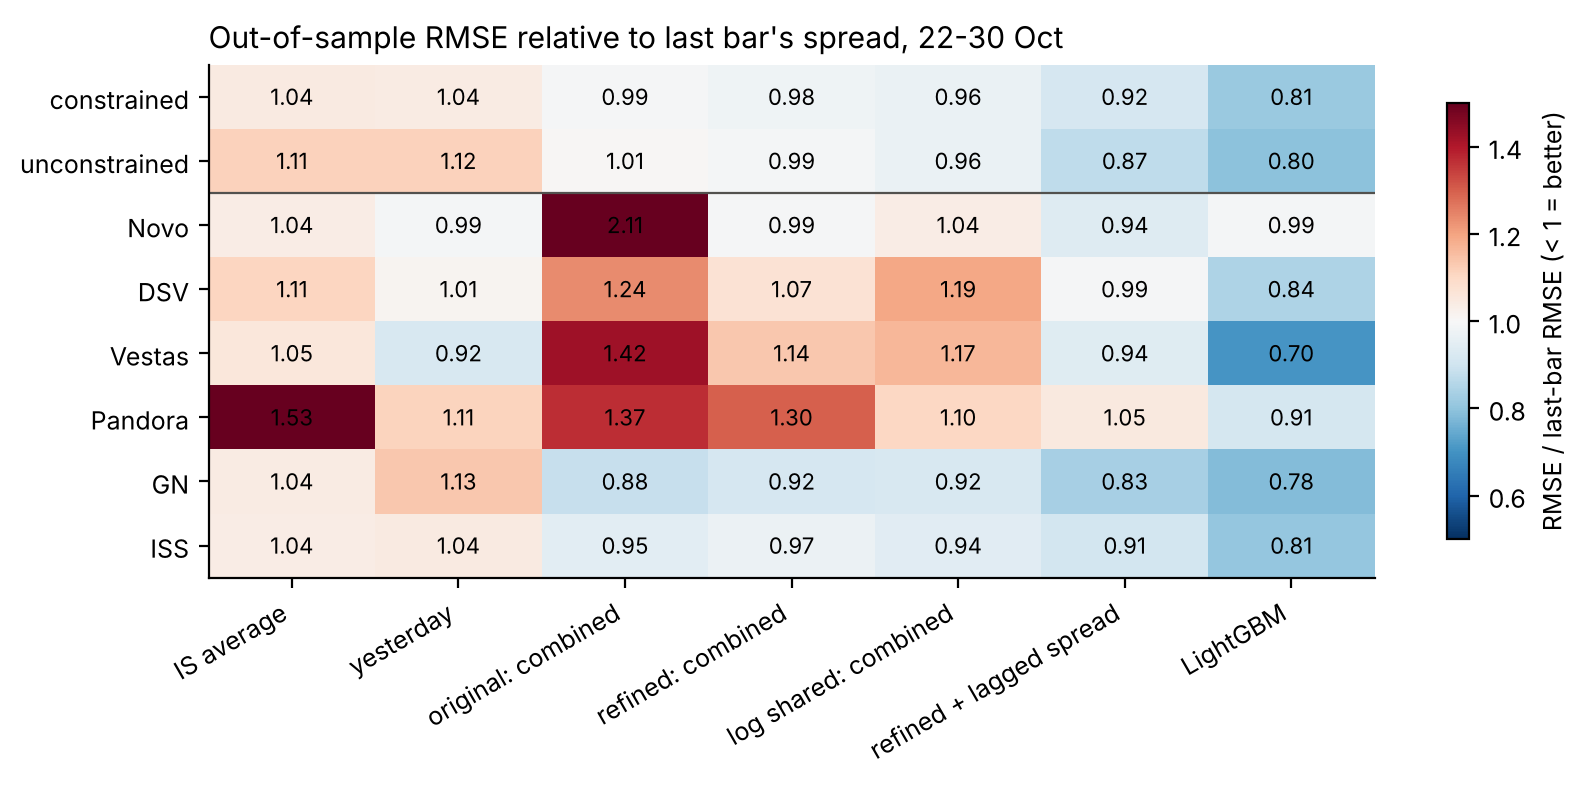 Out-of-sample RMSE relative to last bar's spread, 22-30 Oct
constrained 1.04 1.04 0.99 0.98 0.96 0.92 0.81
unconstrained 1.11 1.12 1.01 0.99 0.96 0.87 0.80
Novo 1.04 0.99 2.11 0.99 1.04 0.94 0.99
DSV 1.11 1.01 1.24 1.07 1.19 0.99 0.84
Vestas 1.05 0.92 1.42 1.14 1.17 0.94 0.70
Pandora 1.53 1.11 1.37 1.30 1.10 1.05 0.91
GN 1.04 1.13 0.88 0.92 0.92 0.83 0.78
ISS 1.04 1.04 0.95 0.97 0.94 0.91 0.81
IS average
yesterday
original: combined
refined: combined
log shared: combined
refined + lagged spread
LightGBM
1.4
1.2
1.0
0.8
0.6
RMSE / last-bar RMSE (< 1 = better)